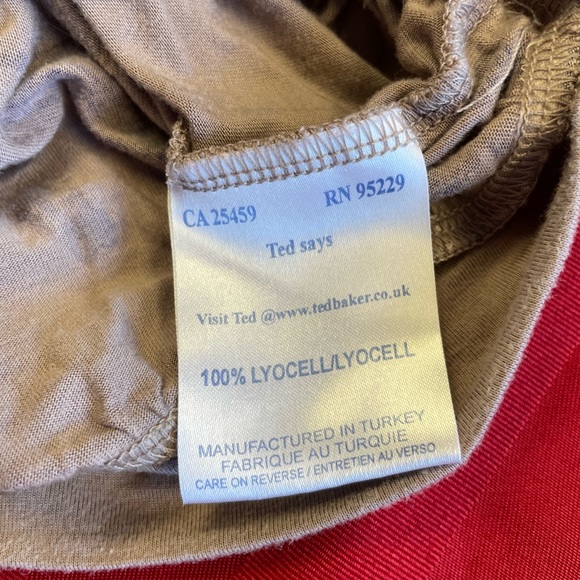 CA 25459 RN 95229
Ted says
Visit Ted @www.tedbaker.co.uk
100% LYOCELL/LYOCELL
MANUFACTURED IN TURKEY
FABRIQUE AU TURQUIE
CARE ON REVERSE / ENTRETIEN AU VERSO